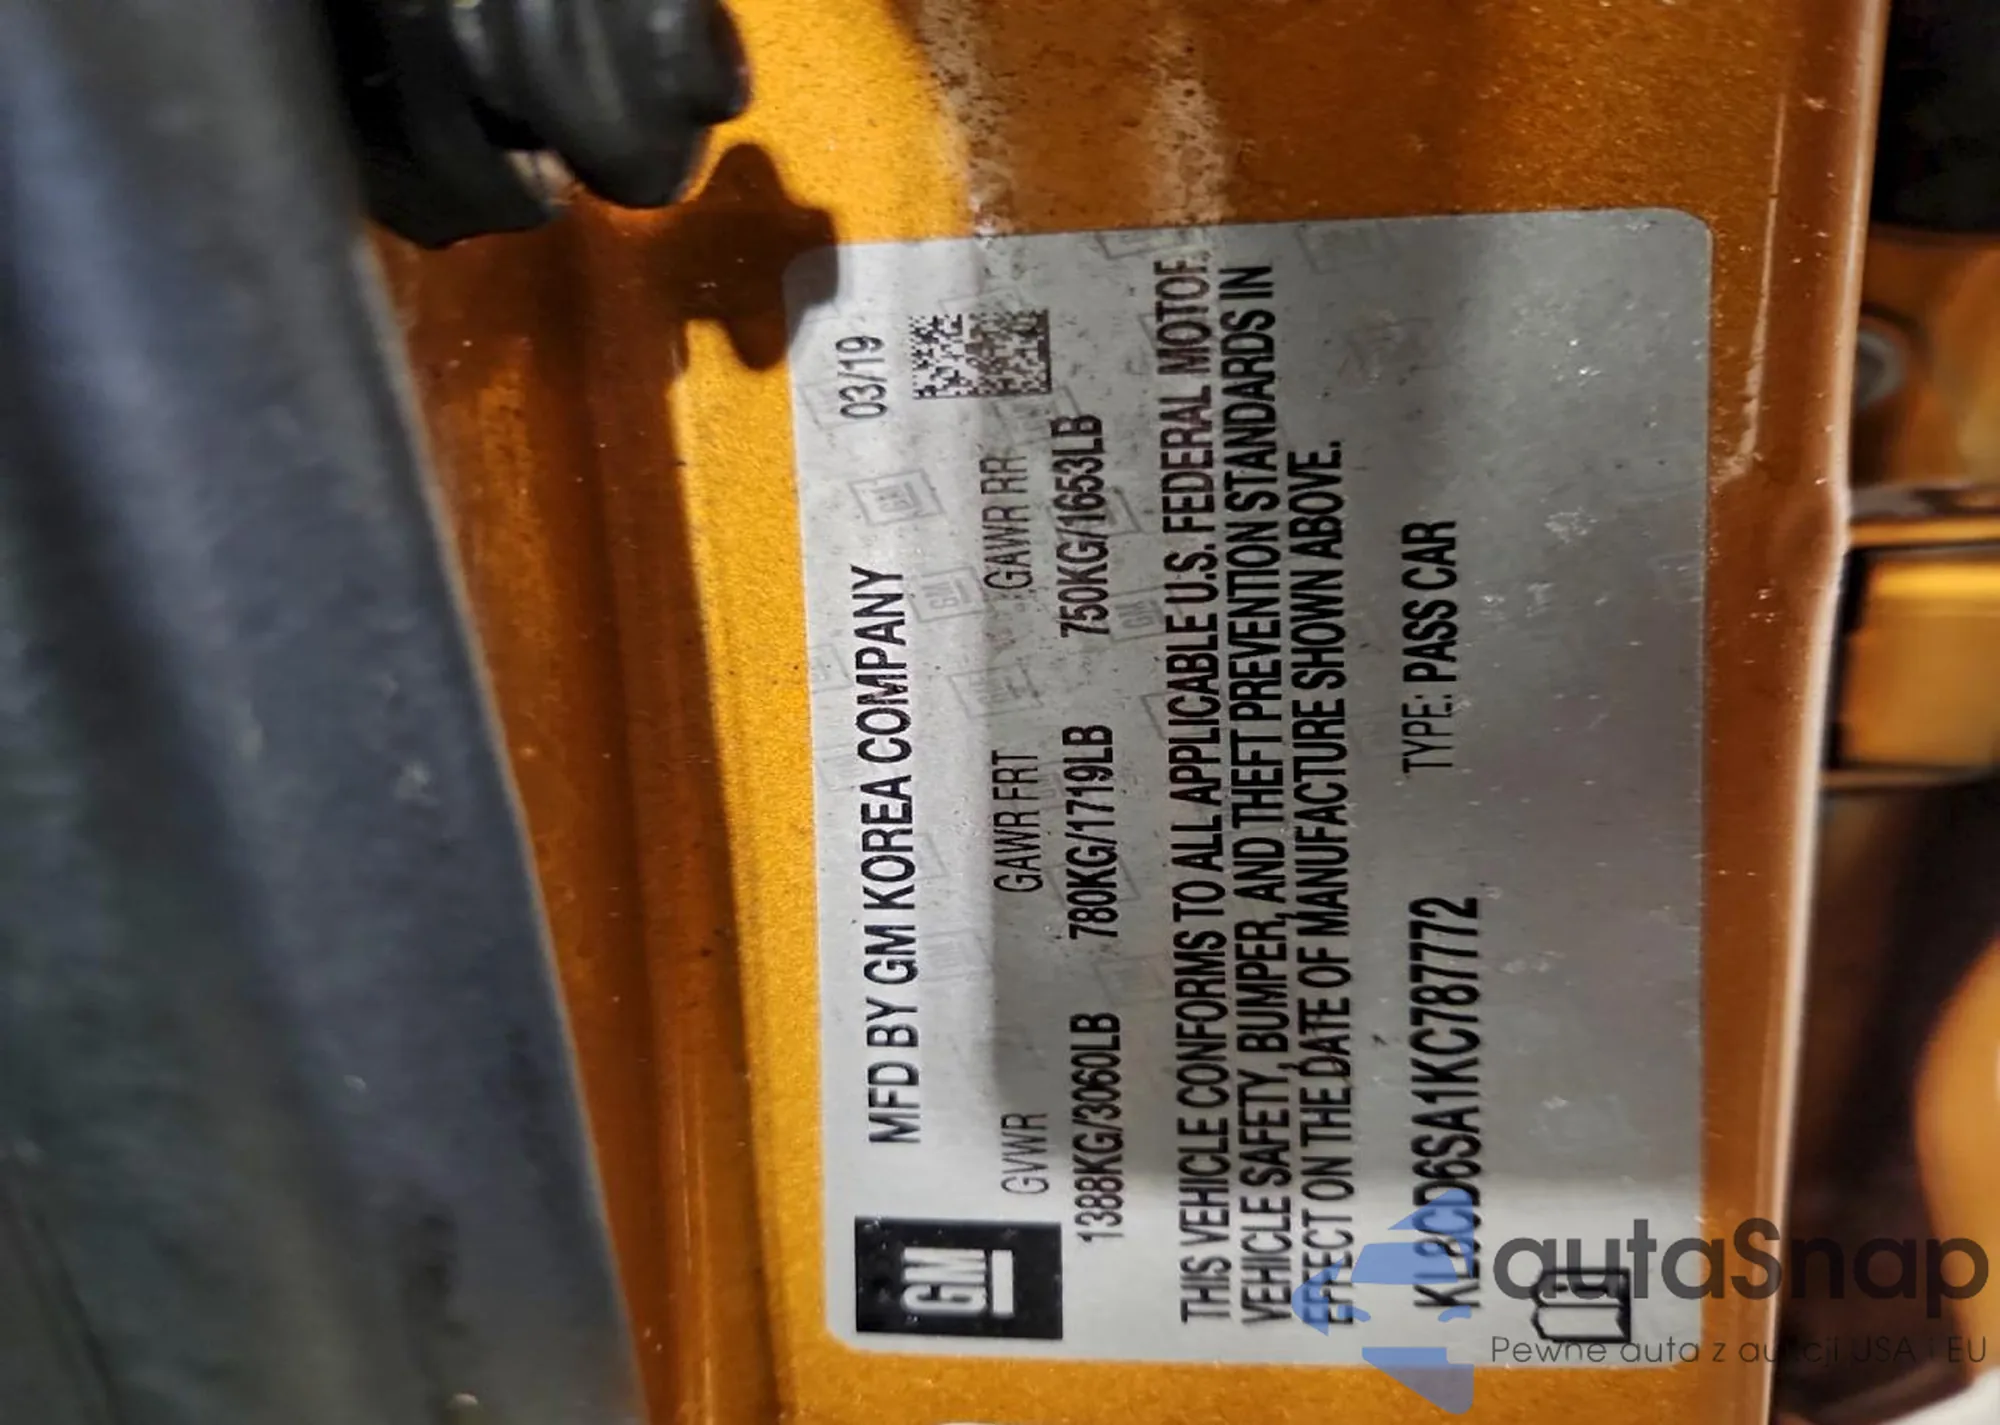 MFD BY GM KOREA COMPANY 03/19
GM
GVWR GAWR FRT GAWR RR
1388KG/3060LB 780KG/1719LB 750KG/1653LB
THIS VEHICLE CONFORMS TO ALL APPLICABLE U.S. FEDERAL MOTOR
VEHICLE SAFETY, BUMPER, AND THEFT PREVENTION STANDARDS IN
EFFECT ON THE DATE OF MANUFACTURE SHOWN ABOVE.
KL8CD6SA1KC787772 TYPE: PASS CAR
autaSnap
Pewne auta z aukcji USA i EU